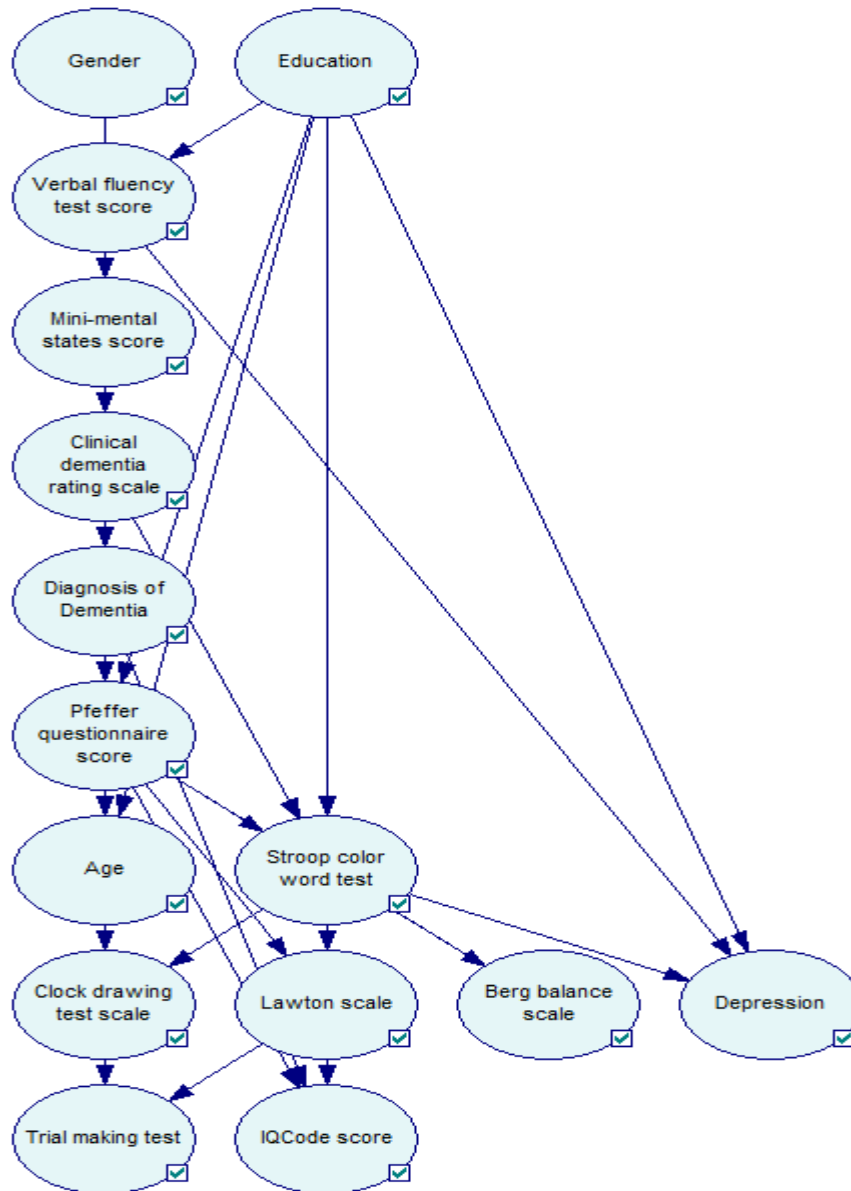 Gender
Education
Verbal fluency
test score
Mini-mental
states score
Clinical
dementia
rating scale
Diagnosis of
Dementia
Pfeffer
questionnaire
score
Age
Stroop color
word test
Clock drawing
test scale
Lawton scale
Berg balance
scale
Depression
Trial making test
IQCode score